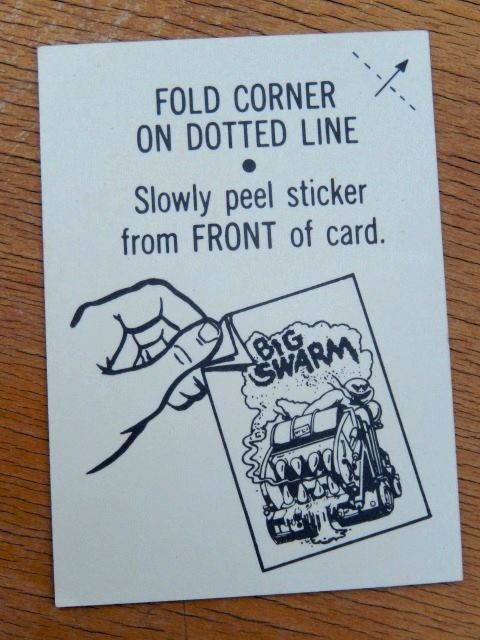 FOLD CORNER
ON DOTTED LINE
●
Slowly peel sticker
from FRONT of card.
BIG
SWARM